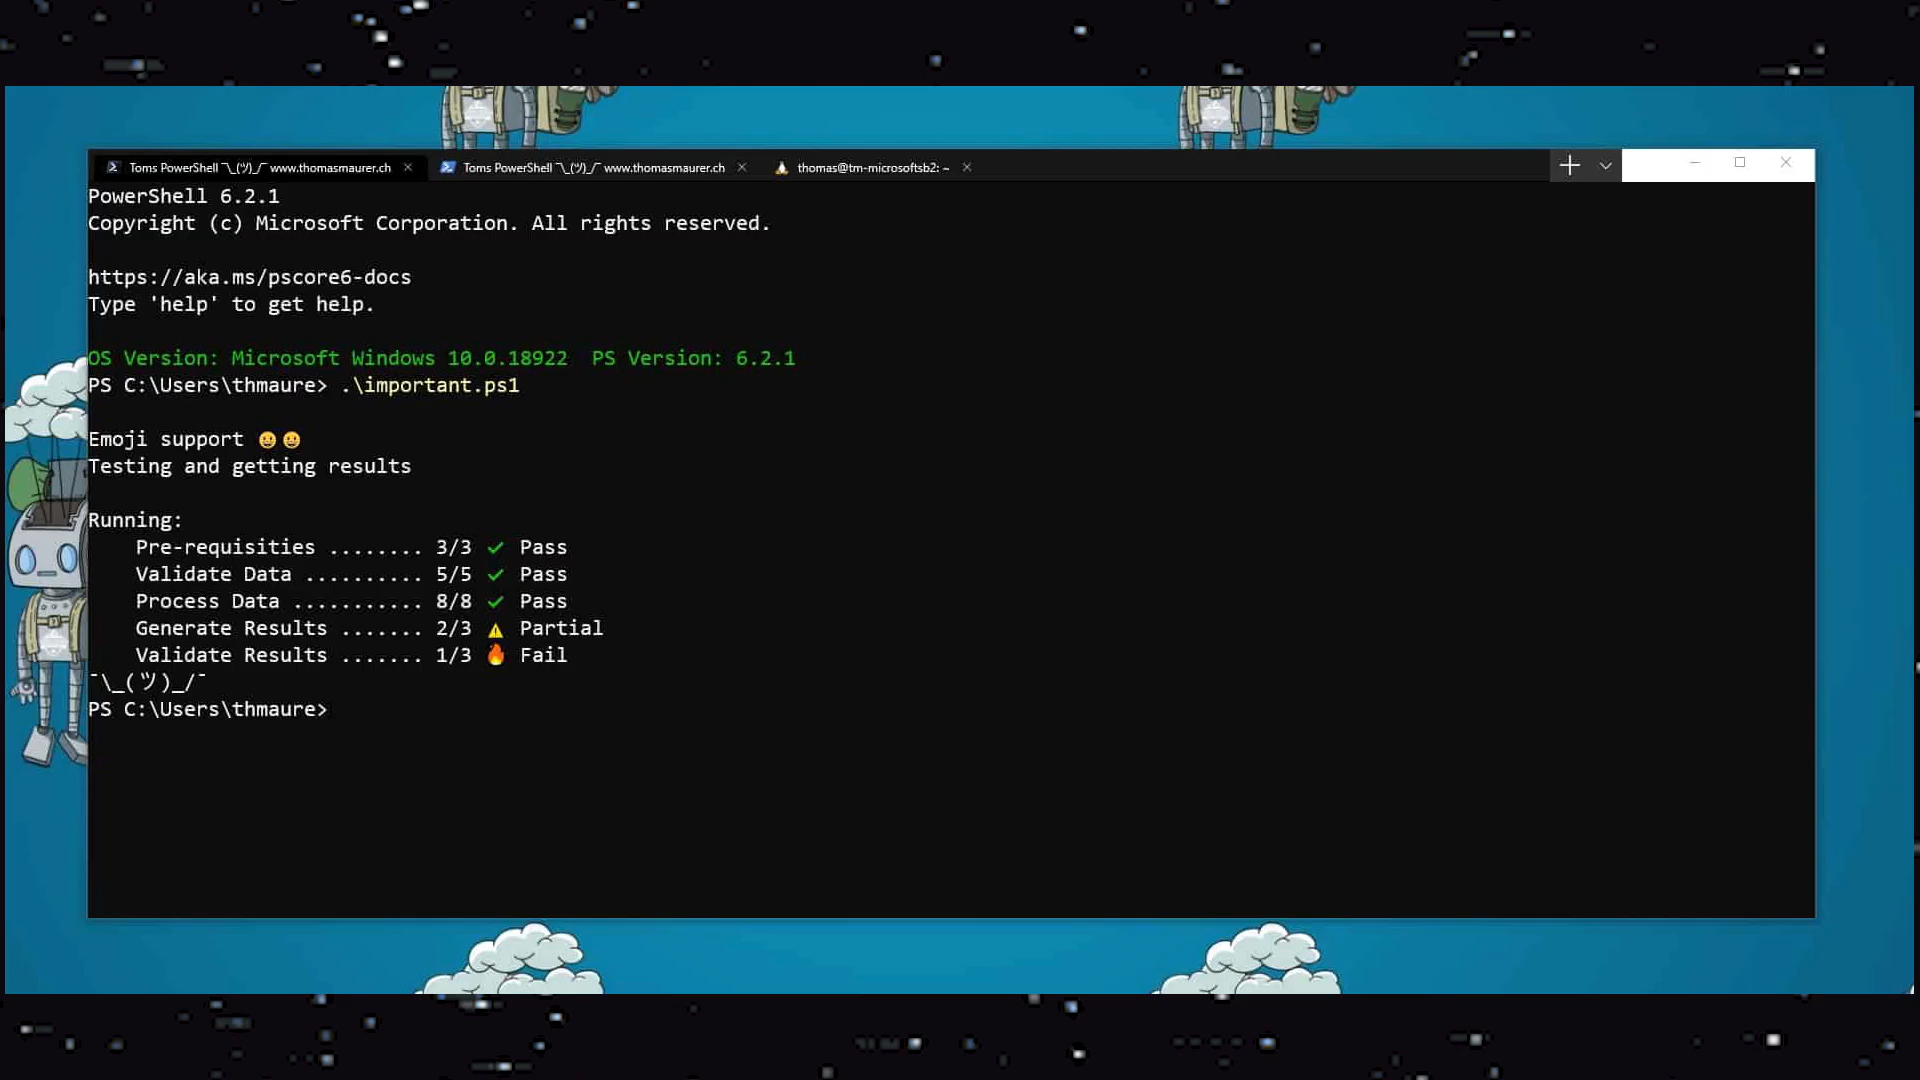 Toms PowerShell ¯\_(ツ)_/¯ www.thomasmaurer.ch
Toms PowerShell ¯\_(ツ)_/¯ www.thomasmaurer.ch
thomas@tm-microsoftsb2: ~
PowerShell 6.2.1
Copyright (c) Microsoft Corporation. All rights reserved.
https://aka.ms/pscore6-docs
Type 'help' to get help.
OS Version: Microsoft Windows 10.0.18922  PS Version: 6.2.1
PS C:\Users\thmaure> .\important.ps1
Emoji support 😀😀
Testing and getting results
Running:
Pre-requisities ........ 3/3 ✓ Pass
Validate Data .......... 5/5 ✓ Pass
Process Data ........... 8/8 ✓ Pass
Generate Results ....... 2/3 ⚠ Partial
Validate Results ....... 1/3 🔥 Fail
¯\_(ツ)_/¯
PS C:\Users\thmaure>